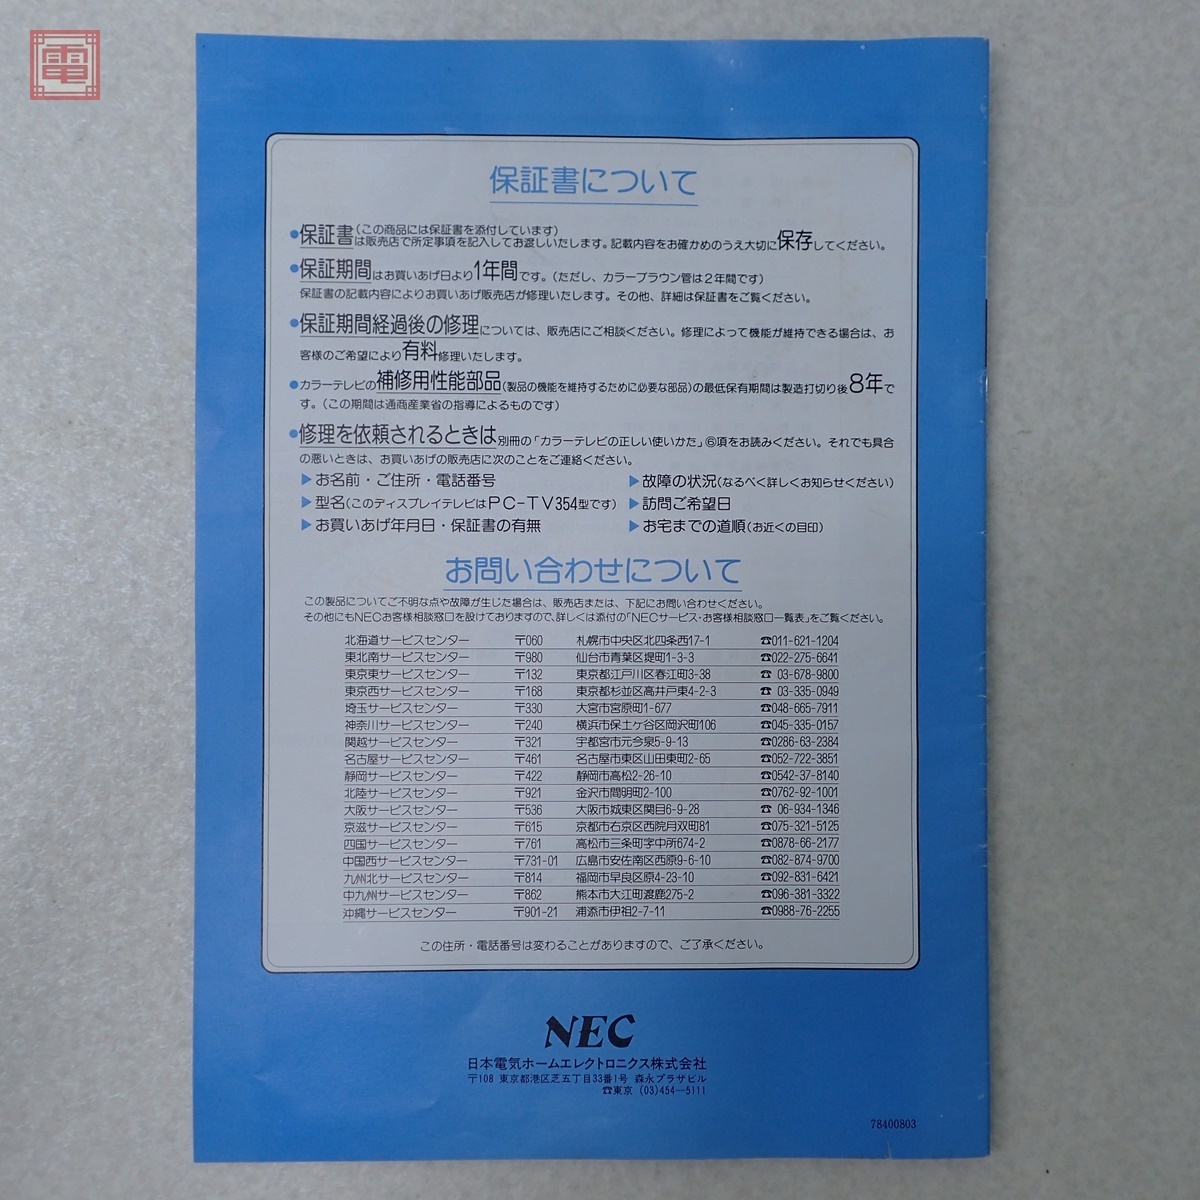 電
保証書について
●保証書(この商品には保証書を添付しています)
は販売店で所定事項を記入してお渡しいたします。記載内容をお確かめのうえ大切に保存してください。
●保証期間はお買いあげ日より1年間です。(ただし、カラーブラウン管は2年間です)
保証書の記載内容によりお買いあげ販売店が修理いたします。その他、詳細は保証書をご覧ください。
●保証期間経過後の修理については、販売店にご相談ください。修理によって機能が維持できる場合は、お
客様のご希望により有料修理いたします。
●カラーテレビの補修用性能部品(製品の機能を維持するために必要な部品)の最低保有期間は製造打切り後8年で
す。(この期間は通商産業省の指導によるものです)
●修理を依頼されるときは別冊の「カラーテレビの正しい使いかた」⑥項をお読みください。それでも具合
の悪いときは、お買いあげの販売店に次のことをご連絡ください。
▶お名前・ご住所・電話番号
▶型名(このディスプレイテレビはPC-TV354型です)
▶お買いあげ年月日・保証書の有無
▶故障の状況(なるべく詳しくお知らせください)
▶訪問ご希望日
▶お宅までの道順(お近くの目印)
お問い合わせについて
この製品についてご不明な点や故障が生じた場合は、販売店または、下記にお問い合わせください。
その他にもNECお客様相談窓口を設けておりますので、詳しくは添付の「NECサービス・お客様相談窓口一覧表」をご覧ください。
北海道サービスセンター 〒060 札幌市中央区北四条西17-1 ☎011-621-1204
東北南サービスセンター 〒980 仙台市青葉区堤町1-3-3 ☎022-275-6641
東京東サービスセンター 〒132 東京都江戸川区春江町3-38 ☎ 03-678-9800
東京西サービスセンター 〒168 東京都杉並区高井戸東4-2-3 ☎ 03-335-0949
埼玉サービスセンター 〒330 大宮市宮原町1-677 ☎048-665-7911
神奈川サービスセンター 〒240 横浜市保土ヶ谷区岡沢町106 ☎045-335-0157
関越サービスセンター 〒321 宇都宮市元今泉5-9-13 ☎0286-63-2384
名古屋サービスセンター 〒461 名古屋市東区山田東町2-65 ☎052-722-3851
静岡サービスセンター 〒422 静岡市高松2-26-10 ☎0542-37-8140
北陸サービスセンター 〒921 金沢市間明町2-100 ☎0762-92-1001
大阪サービスセンター 〒536 大阪市城東区関目6-9-28 ☎ 06-934-1346
京滋サービスセンター 〒615 京都市右京区西院月双町81 ☎075-321-5125
四国サービスセンター 〒761 高松市三条町字中所674-2 ☎0878-66-2177
中国西サービスセンター 〒731-01 広島市安佐南区西原9-6-10 ☎082-874-9700
九州北サービスセンター 〒814 福岡市早良区原4-23-10 ☎092-831-6421
中九州サービスセンター 〒862 熊本市大江町渡鹿275-2 ☎096-381-3322
沖縄サービスセンター 〒901-21 浦添市伊祖2-7-11 ☎0988-76-2255
この住所・電話番号は変わることがありますので、ご了承ください。
NEC
日本電気ホームエレクトロニクス株式会社
〒108 東京都港区芝五丁目33番1号 森永プラザビル
☎東京 (03)454-5111
78400803